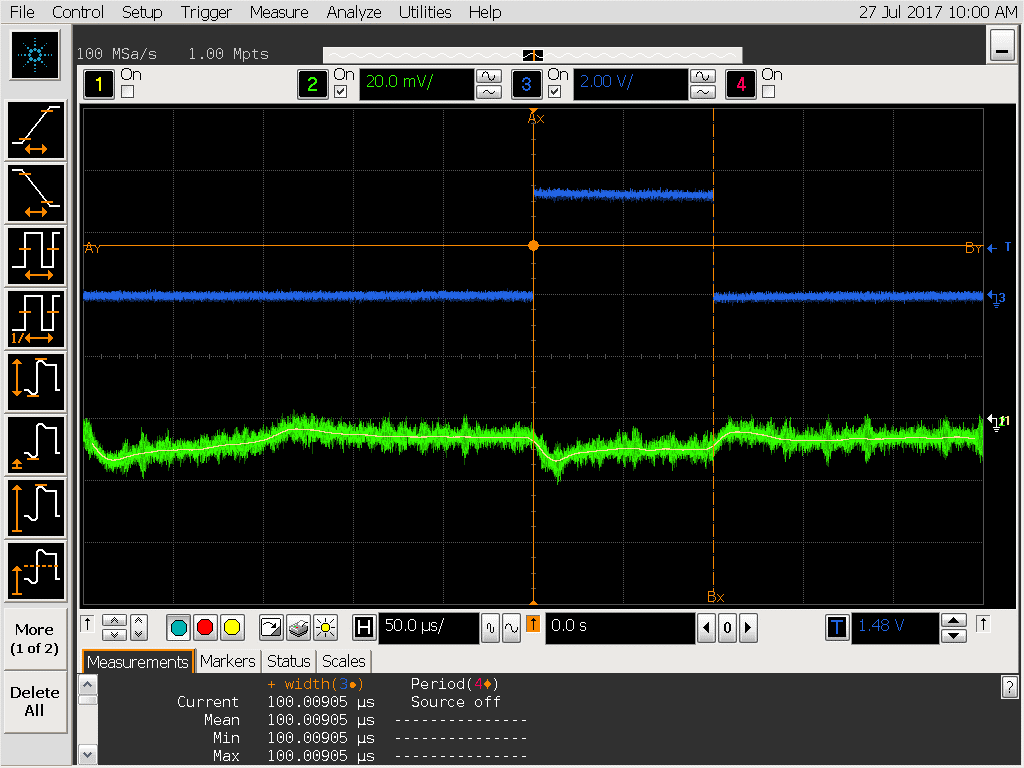 File Control Setup Trigger Measure Analyze Utilities Help 27 Jul 2017 10:00 AM
100 MSa/s 1.00 Mpts
1 On 2 On 20.0 mV/ 3 On 2.00 V/ 4 On
Ax
AY BY T
3
1/
Bx
More
(1 of 2)
H 50.0 µs/ T 0.0 s 0 T 1.48 V
Delete
All
Measurements Markers Status Scales
+ width(3) Period(4)
Current 100.00905 µs Source off
Mean 100.00905 µs ---------------
Min 100.00905 µs ---------------
Max 100.00905 µs ---------------
?